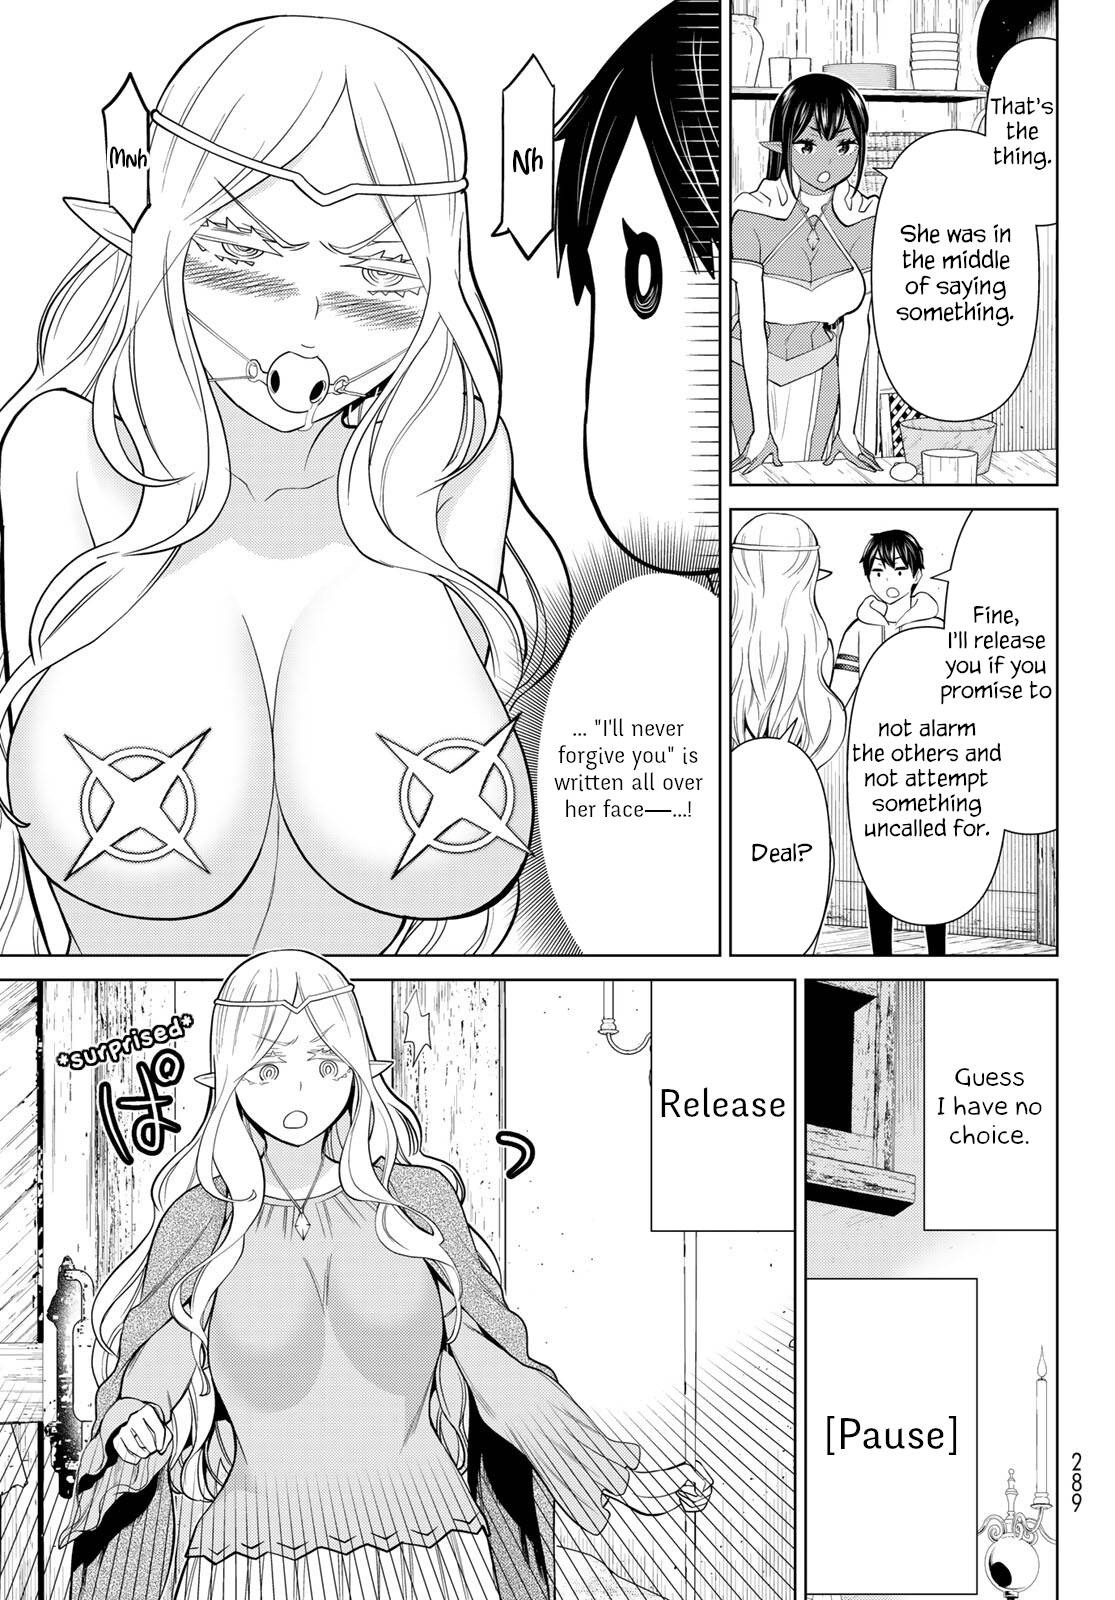 That's
the
thing.
She was in
the middle
of saying
something.
Nh
Mnh
... "I'll never
forgive you" is
written all over
her face—...!
Fine,
I'll release
you if you
promise to
not alarm
the others and
not attempt
something
uncalled for.
Deal?
Guess
I have no
choice.
[Pause]
Release
*surprised*
ぱっ
289